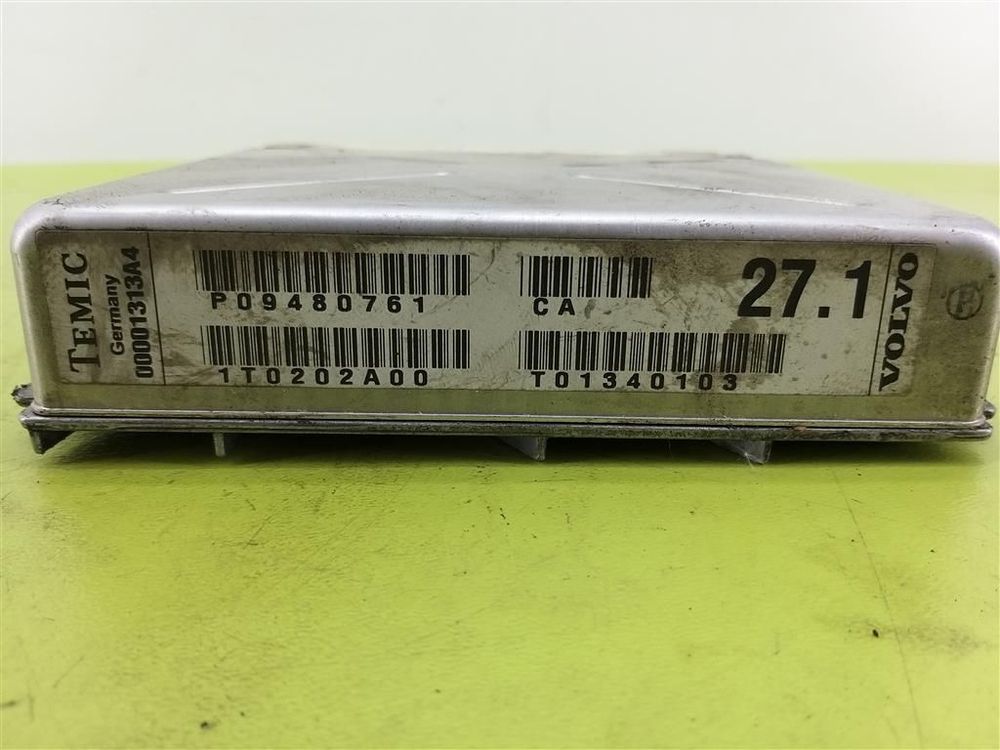 TEMIC
Germany
00001313A4
P09480761
CA
27.1
1T0202A00
T01340103
VOLVO